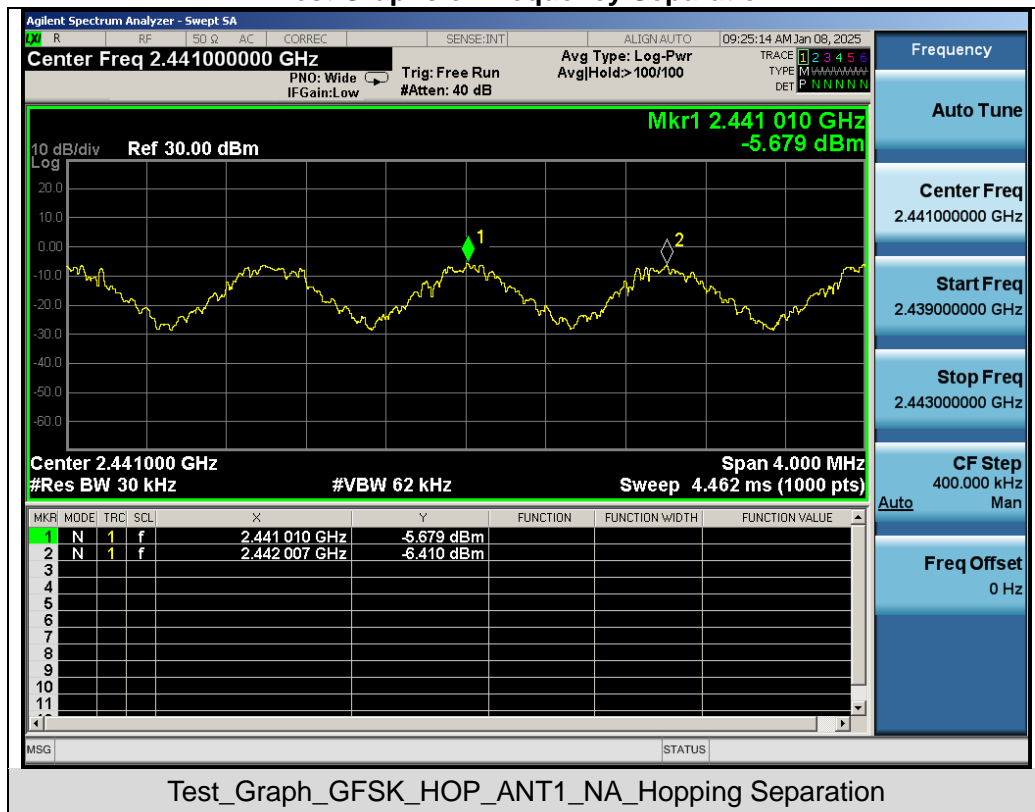 Agilent Spectrum Analyzer - Swept SA
LXI R RF 50 Ω AC CORREC SENSE:INT ALIGN AUTO 09:25:14 AM Jan 08, 2025
Center Freq 2.441000000 GHz
PNO: Wide
IFGain:Low
Trig: Free Run
#Atten: 40 dB
Avg Type: Log-Pwr
Avg|Hold:>100/100
TRACE 1 2 3 4 5 6
TYPE M WWWWW
DET P N N N N N
Mkr1 2.441 010 GHz
-5.679 dBm
10 dB/div Ref 30.00 dBm
Log
20.0
10.0
0.00
-10.0
-20.0
-30.0
-40.0
-50.0
-60.0
1
2
Center 2.441000 GHz Span 4.000 MHz
#Res BW 30 kHz #VBW 62 kHz Sweep 4.462 ms (1000 pts)
MKR MODE TRC SCL X Y FUNCTION FUNCTION WIDTH FUNCTION VALUE
1 N 1 f 2.441 010 GHz -5.679 dBm
2 N 1 f 2.442 007 GHz -6.410 dBm
3
4
5
6
7
8
9
10
11
MSG STATUS
Frequency
Auto Tune
Center Freq
2.441000000 GHz
Start Freq
2.439000000 GHz
Stop Freq
2.443000000 GHz
CF Step
400.000 kHz
Auto Man
Freq Offset
0 Hz
Test_Graph_GFSK_HOP_ANT1_NA_Hopping Separation